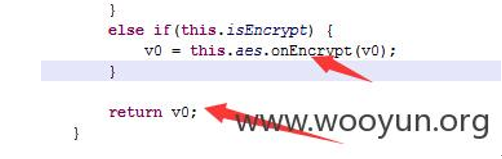 }
else if(this.isEncrypt) {
v0 = this.aes.onEncrypt(v0);
}
return v0;
www.wooyun.org
}